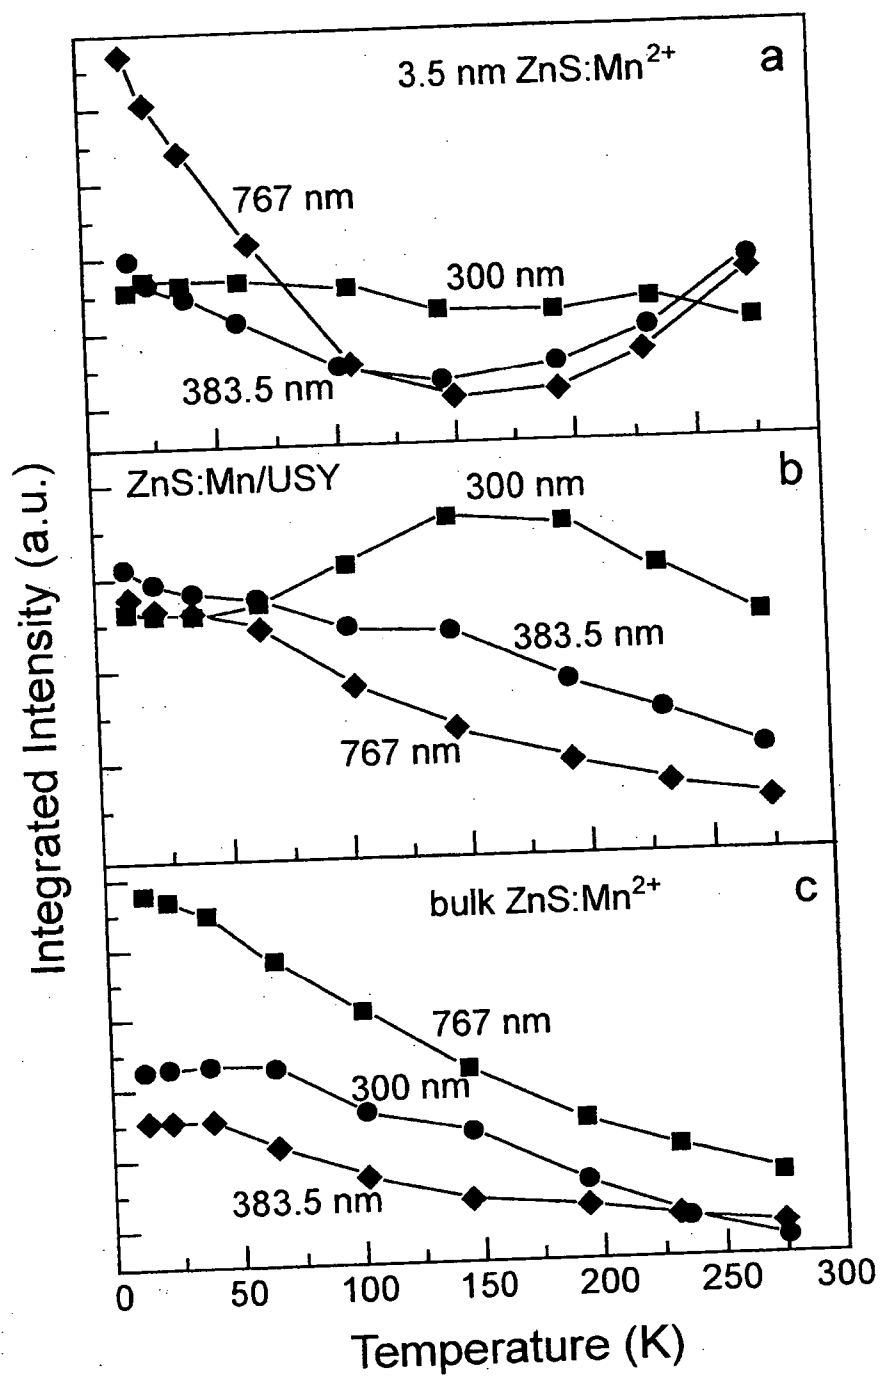 3.5 nm ZnS:Mn²⁺
a
767 nm
300 nm
383.5 nm
ZnS:Mn/USY
b
300 nm
383.5 nm
767 nm
Integrated Intensity (a.u.)
bulk ZnS:Mn²⁺
c
767 nm
300 nm
383.5 nm
0 50 100 150 200 250 300
Temperature (K)